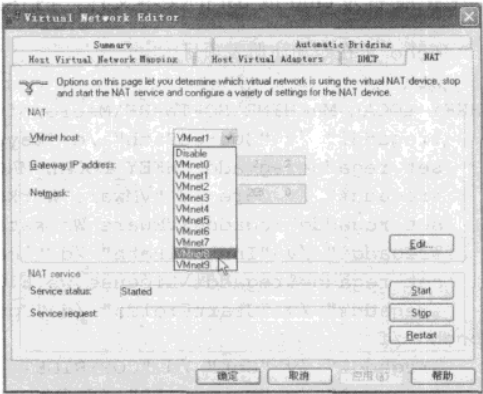 Virtual Network Editor
Summary
Automatic Bridging
Host Virtual Network Mapping
Host Virtual Adapters
DHCP
NAT
Options on this page let you determine which virtual network is using the virtual NAT device, stop
and start the NAT service and configure a variety of settings for the NAT device.
NAT
VMnet host:
VMnet1
Disable
VMnet0
Gateway IP address:
VMnet1
VMnet2
Netmask:
VMnet3
VMnet4
VMnet5
VMnet6
VMnet7
VMnet8
Edit...
VMnet9
NAT service
Service status:
Started
Start
Service request:
Stop
Restart
确定
取消
帮助